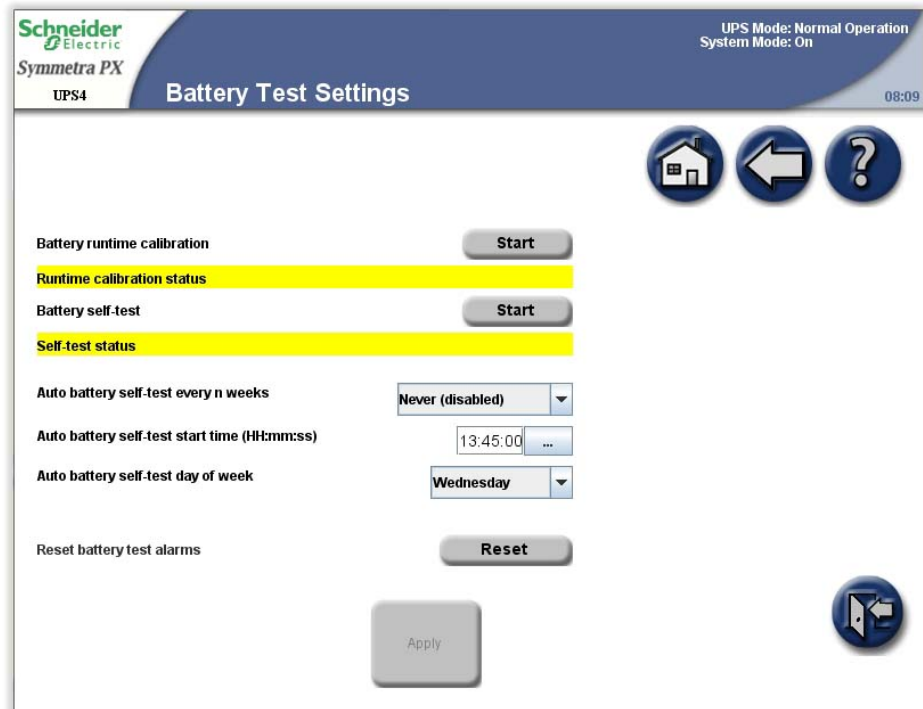 Schneider
Electric
Symmetra PX
UPS4
Battery Test Settings
UPS Mode: Normal Operation
System Mode: On
08:09
?
Battery runtime calibration Start
Runtime calibration status
Battery self-test Start
Self-test status
Auto battery self-test every n weeks Never (disabled)
Auto battery self-test start time (HH:mm:ss) 13:45:00 ...
Auto battery self-test day of week Wednesday
Reset battery test alarms Reset
Apply